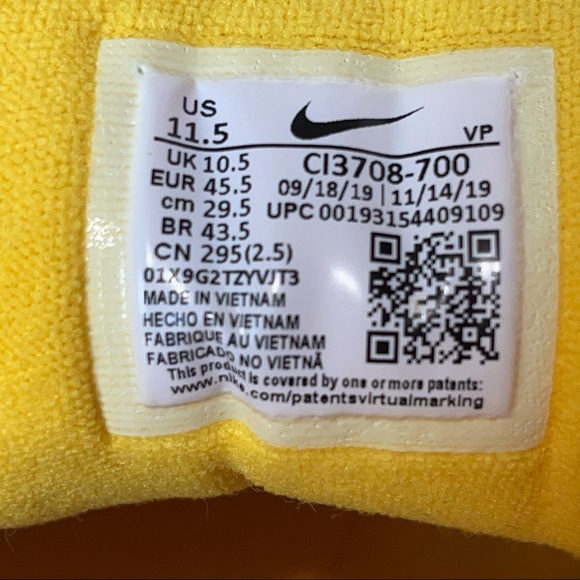 US
11.5
VP
UK 10.5
EUR 45.5
cm 29.5
BR 43.5
CN 295(2.5)
CI3708-700
09/18/19 | 11/14/19
UPC 00193154409109
01X9G2TZYVJT3
MADE IN VIETNAM
HECHO EN VIETNAM
FABRIQUE AU VIETNAM
FABRICADO NO VIETNÃ
This product is covered by one or more patents:
www.nike.com/patentsvirtualmarking